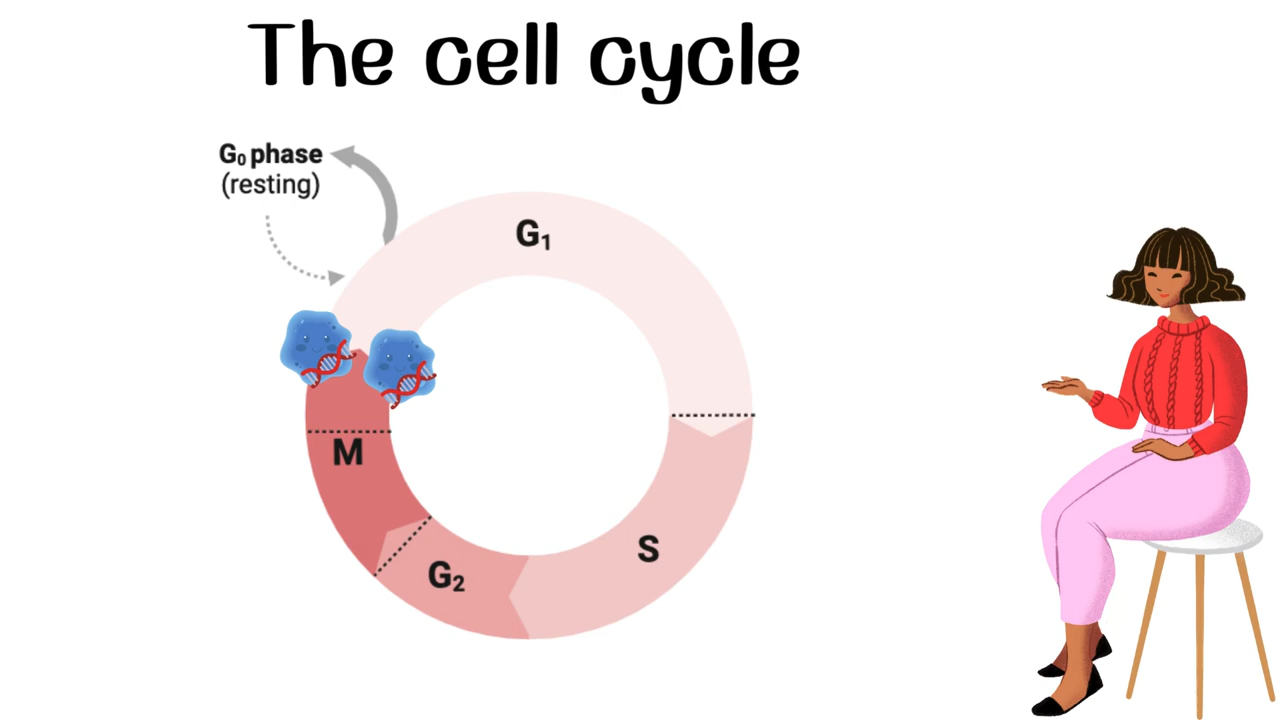 The cell cycle
G₀ phase
(resting)
G₁
M
S
G₂